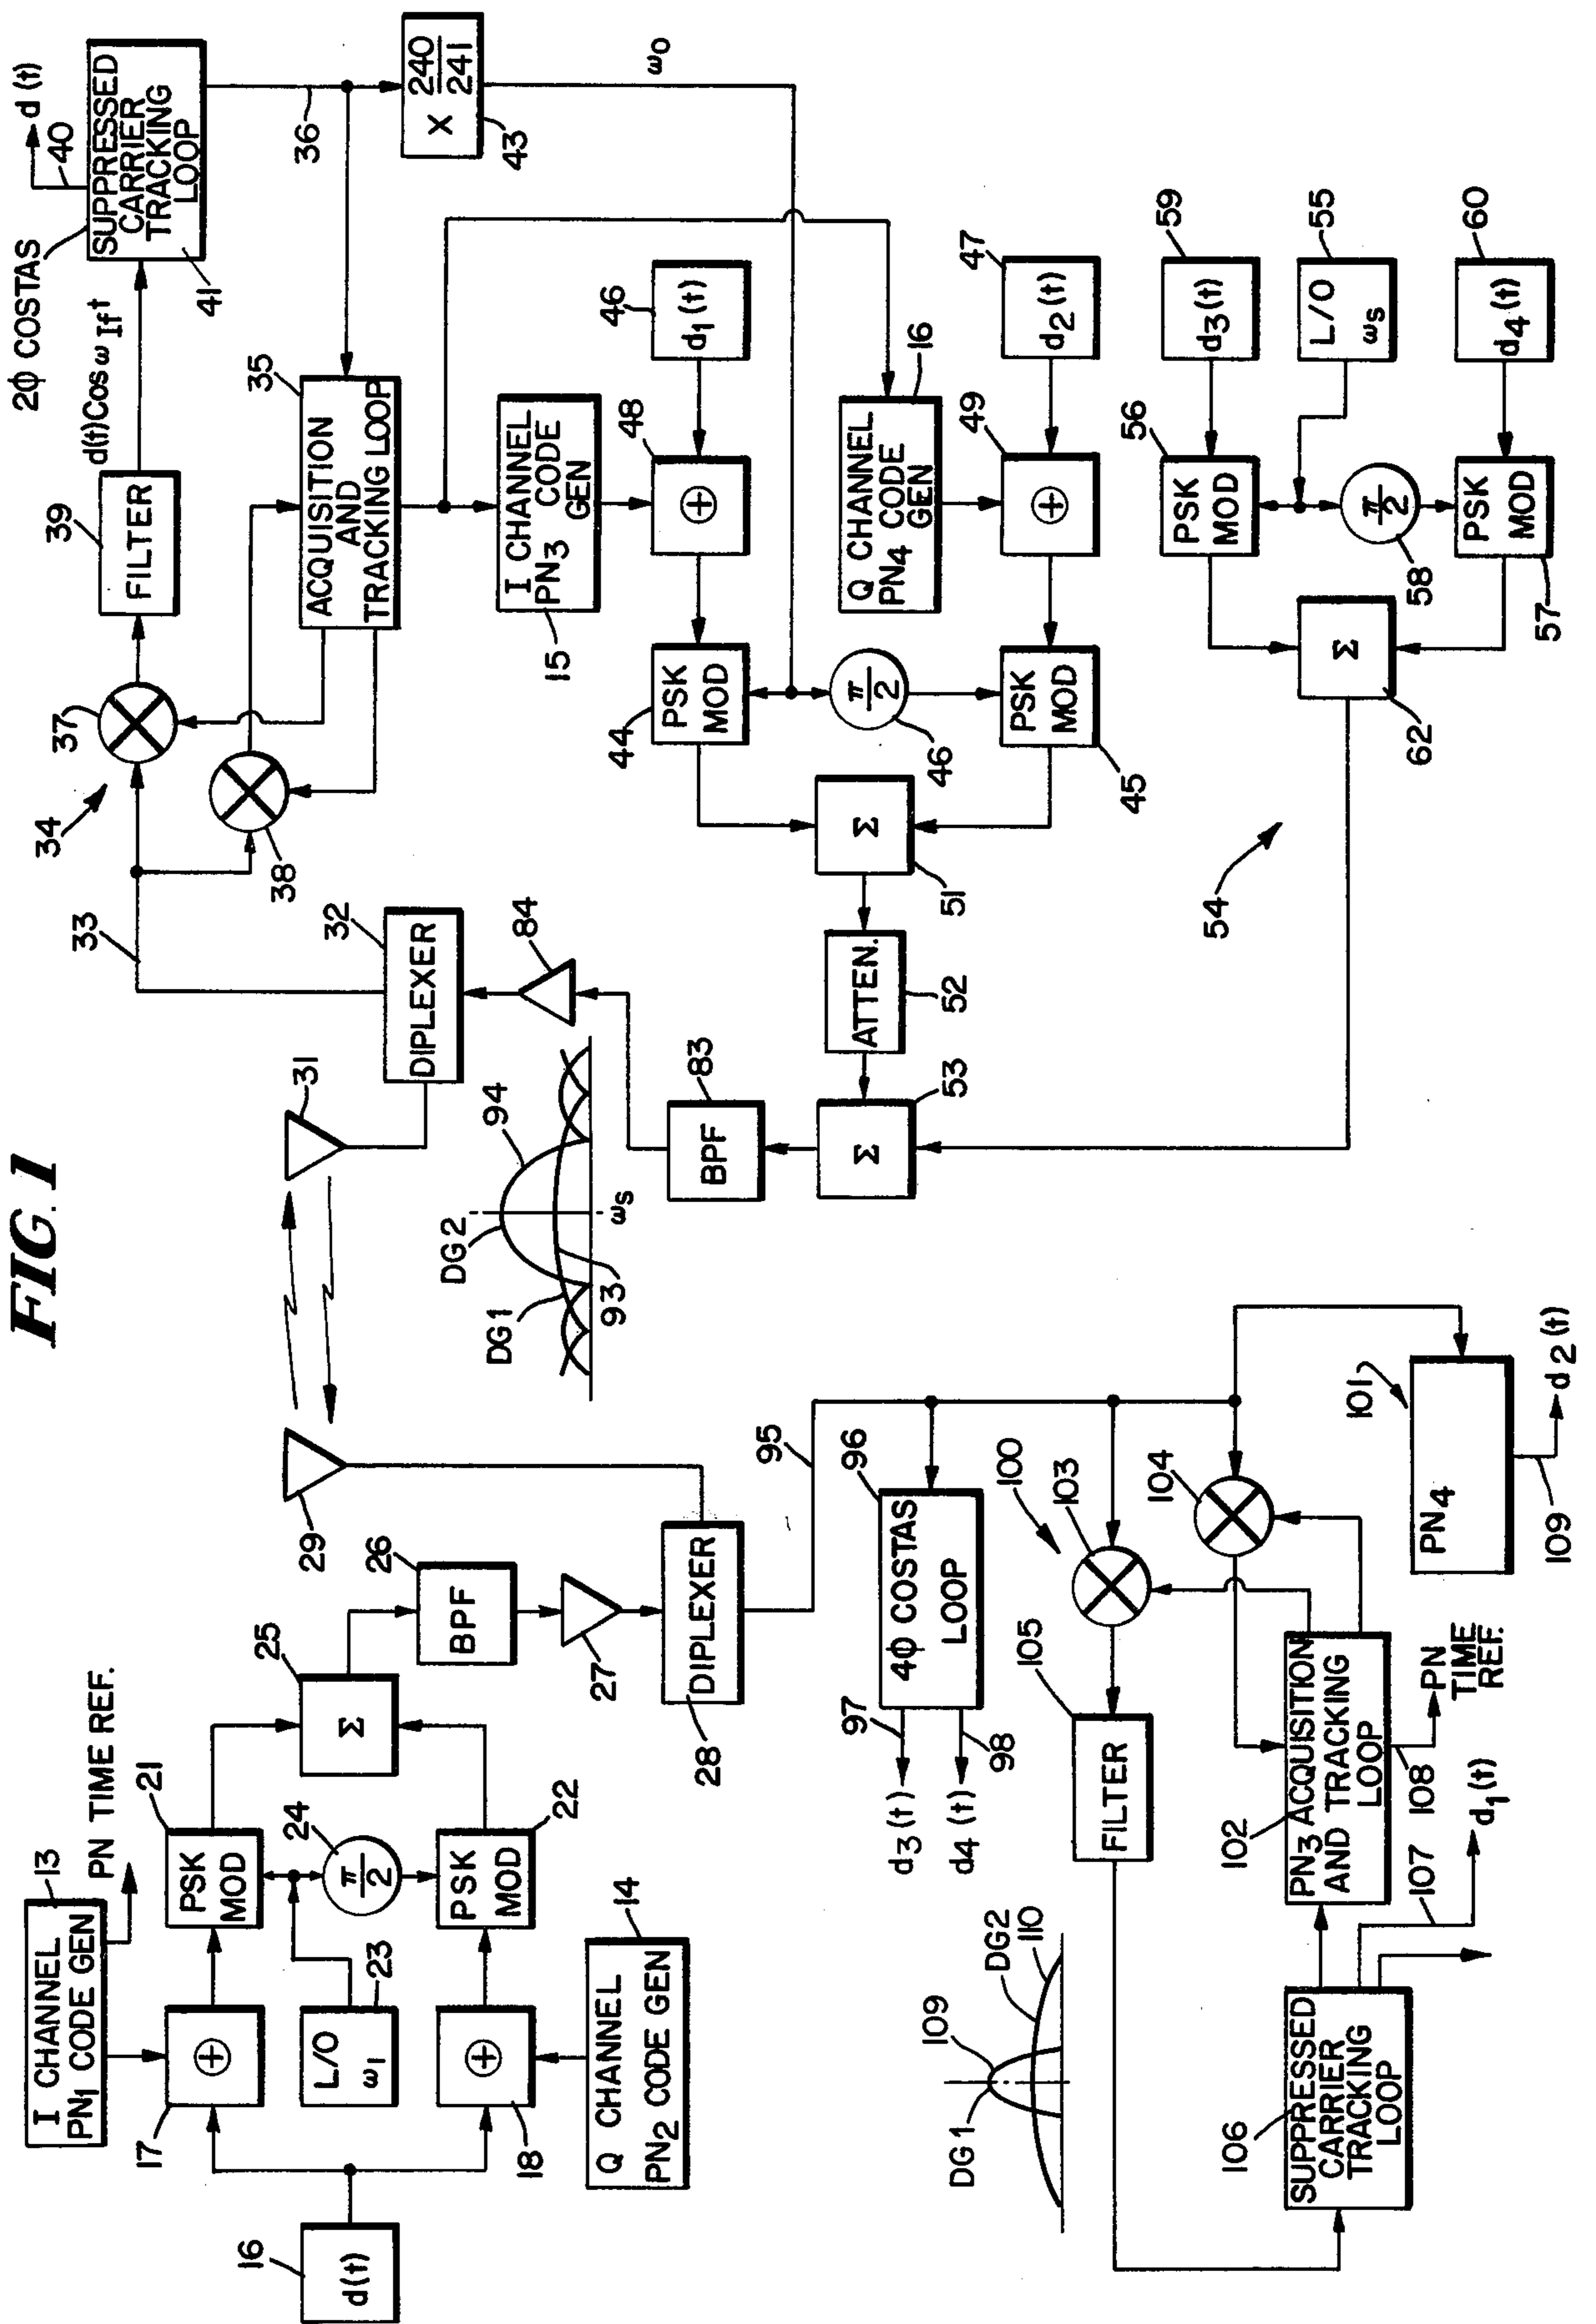 FIG. 1
16
d(t)
I CHANNEL
PN1 CODE GEN
13
PN TIME REF.
17
⊕
PSK
MOD
21
L/O
ω1
23
π/2
24
18
⊕
PSK
MOD
22
Q CHANNEL
PN2 CODE GEN
14
Σ
25
BPF
26
27
DIPLEXER
28
29
31
DIPLEXER
32
33
34
37
38
FILTER
39
d(t)Cos ω If t
2Φ COSTAS
SUPPRESSED
CARRIER
TRACKING
LOOP
41
40
d(t)
36
X 240/241
43
ω0
ACQUISITION
AND
TRACKING LOOP
35
I CHANNEL
PN3 CODE
GEN
15
46
d1(t)
48
⊕
PSK
MOD
44
π/2
46
Q CHANNEL
PN4 CODE
GEN
16
47
d2(t)
49
⊕
PSK
MOD
45
Σ
51
ATTEN.
52
Σ
53
BPF
83
84
DG1
DG2
93
94
ωs
54
59
d3(t)
L/O
ωs
55
60
d4(t)
PSK
MOD
56
π/2
58
PSK
MOD
57
Σ
62
95
4Φ COSTAS
LOOP
96
97
d3(t)
98
d4(t)
100
103
104
FILTER
105
101
PN4
109
d2(t)
PN3 ACQUISITION
AND TRACKING
LOOP
102
108
PN
TIME
REF.
107
d1(t)
SUPPRESSED
CARRIER
TRACKING
LOOP
106
DG1
109
DG2
110